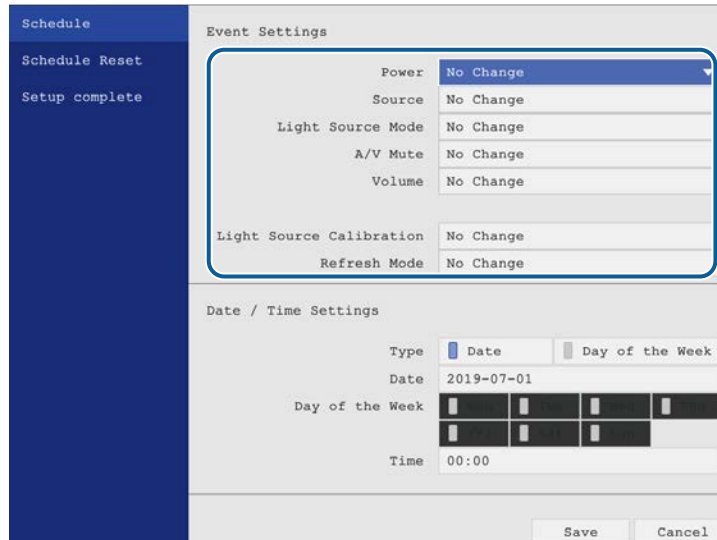 Schedule
Schedule Reset
Setup complete
Event Settings
Power No Change
Source No Change
Light Source Mode No Change
A/V Mute No Change
Volume No Change
Light Source Calibration No Change
Refresh Mode No Change
Date / Time Settings
Type Date Day of the Week
Date 2019-07-01
Day of the Week
Time 00:00
Save Cancel